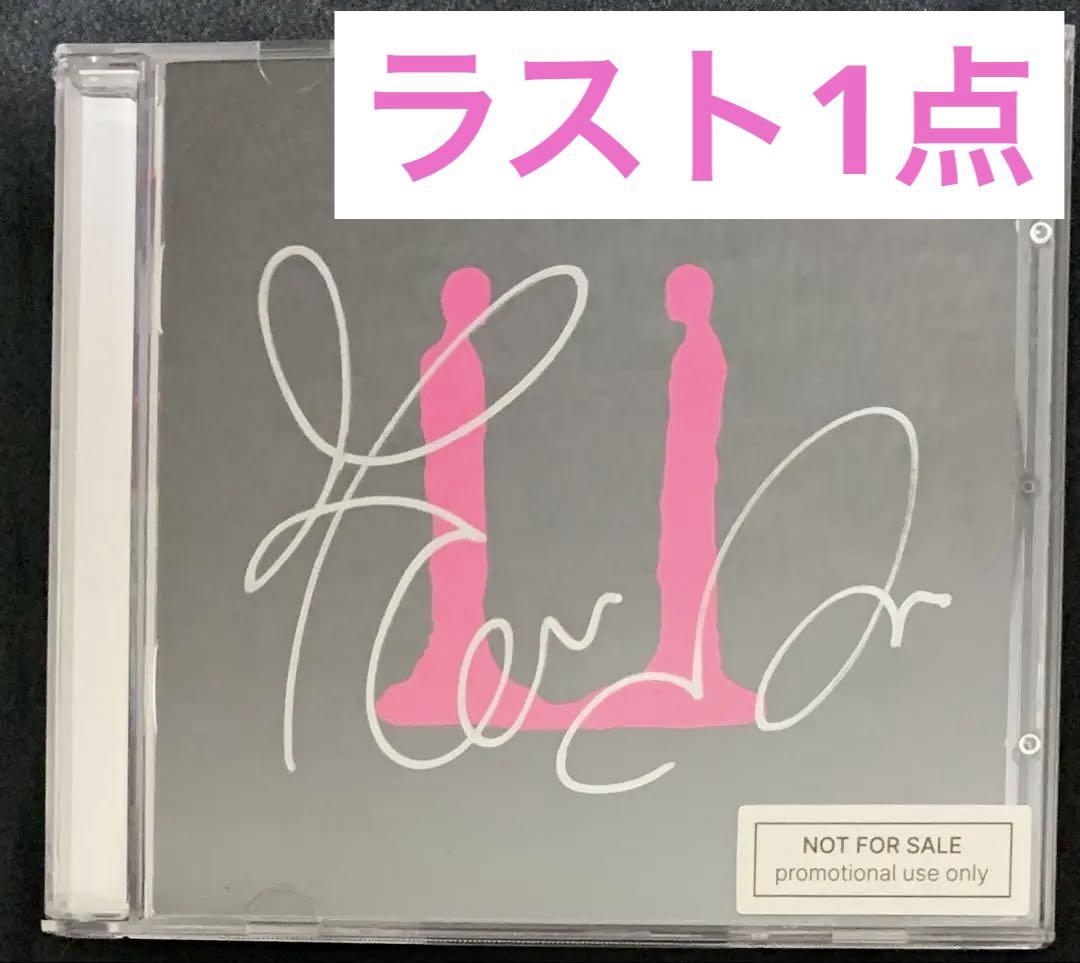 ラスト1点
NOT FOR SALE
promotional use only